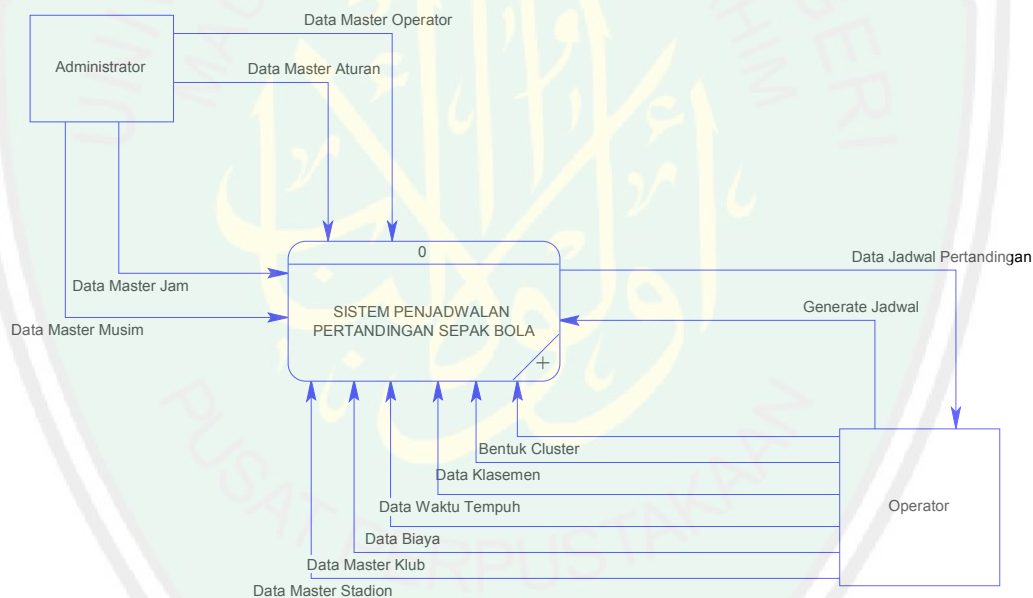 Data Master Operator
Administrator
Data Master Aturan
0
SISTEM PENJADWALAN
PERTANDINGAN SEPAK BOLA
+
Data Master Jam
Data Master Musim
Data Jadwal Pertandingan
Generate Jadwal
Bentuk Cluster
Data Klasemen
Data Waktu Tempuh
Operator
Data Biaya
Data Master Klub
Data Master Stadion
PUSAT PERPUSTAKAAN